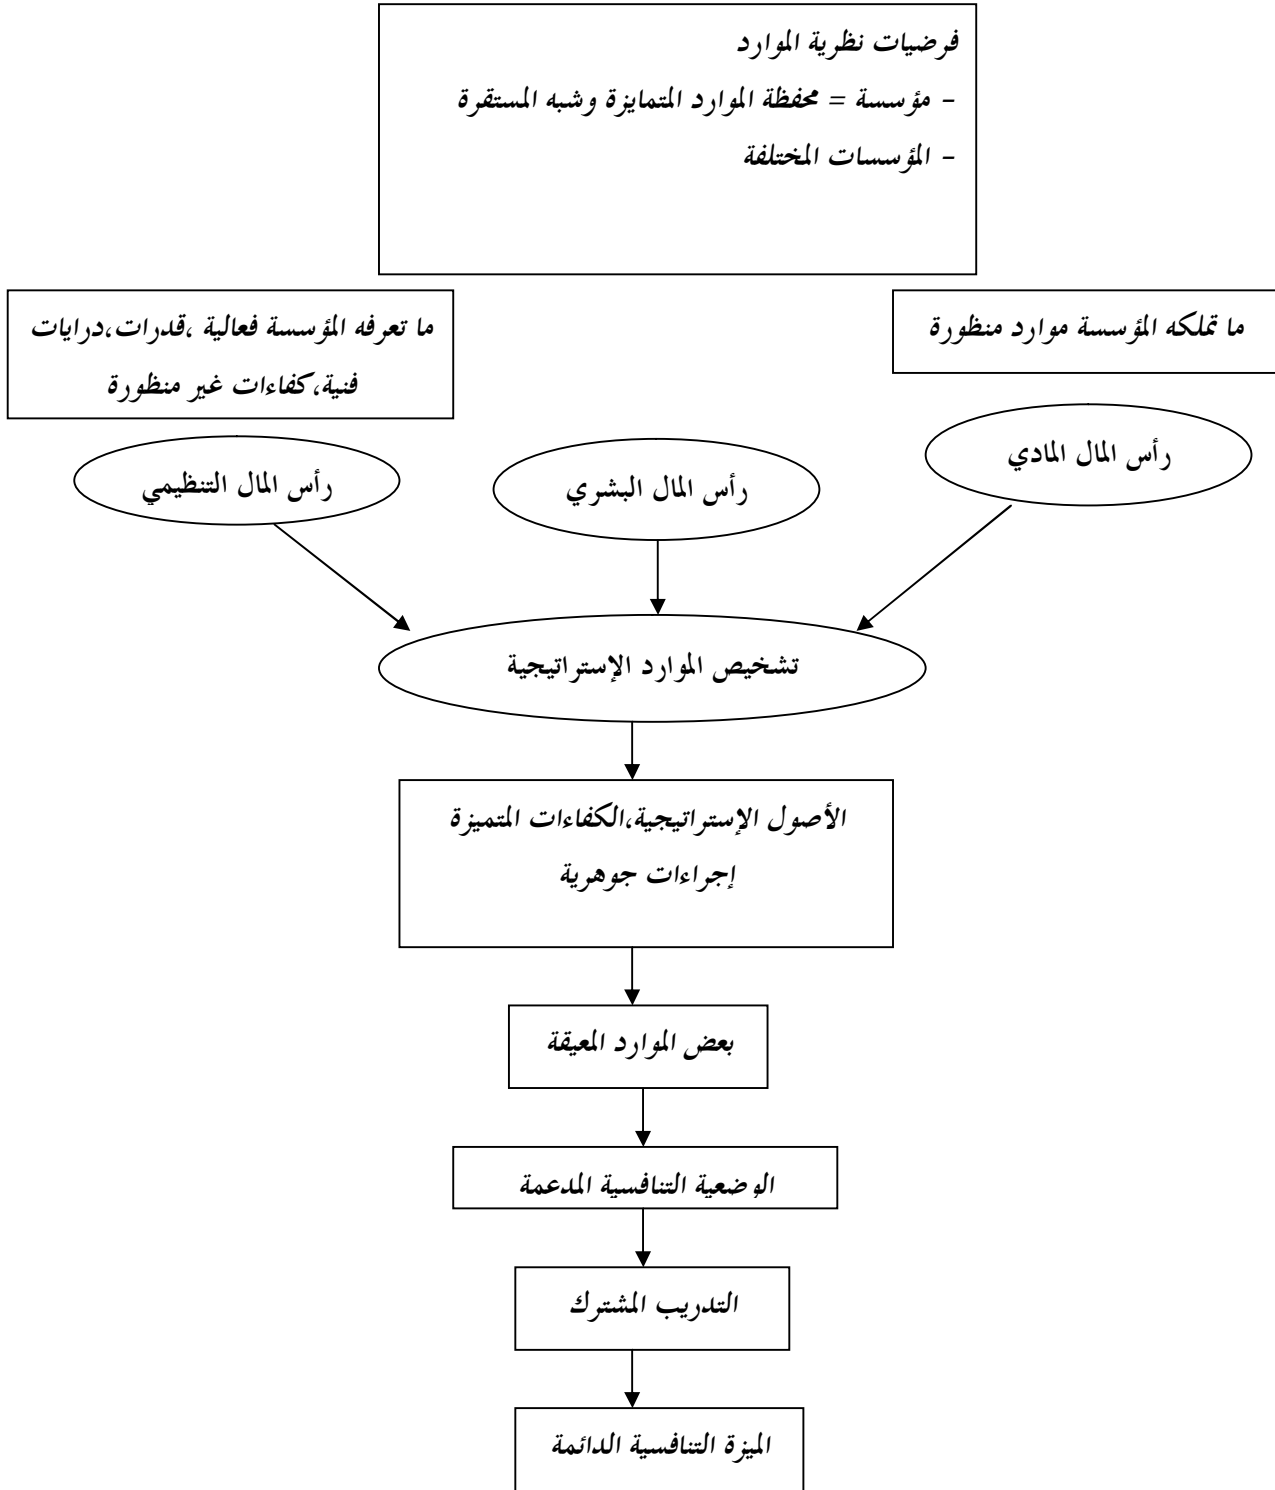 فرضيات نظرية الموارد
- مؤسسة = محفظة الموارد المتمايزة وشبه المستقرة
- المؤسسات المختلفة
ما تملكه المؤسسة موارد منظورة
ما تعرفه المؤسسة فعالية ،قدرات،درايات
فنية،كفاءات غير منظورة
رأس المال المادي
رأس المال البشري
رأس المال التنظيمي
تشخيص الموارد الإستراتيجية
الأصول الإستراتيجية،الكفاءات المتميزة
إجراءات جوهرية
بعض الموارد المعيقة
الوضعية التنافسية المدعمة
التدريب المشترك
الميزة التنافسية الدائمة